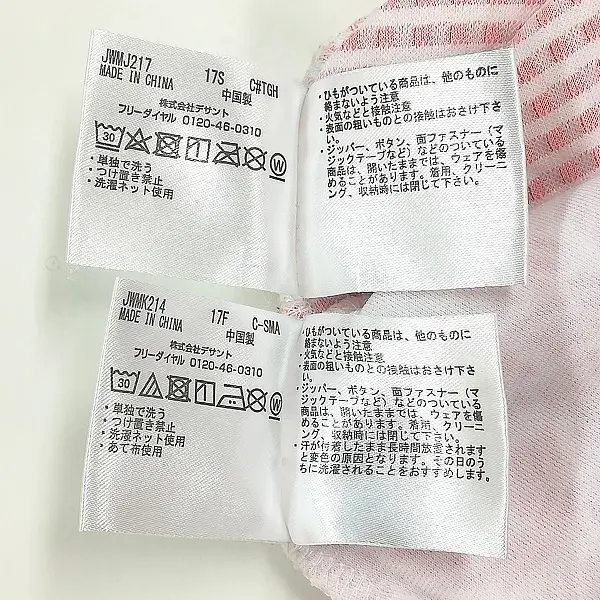 JWMJ217 17S C#TGH
MADE IN CHINA 中国製
株式会社デサント
フリーダイヤル 0120-46-0310
30 W
・単独で洗う
・つけ置き禁止
・洗濯ネット使用
・ひもがついている商品は、他のものに
絡まないよう注意
・火気などと接触注意
・表面の粗いものとの接触はおさけ下さ
い。
・ジッパー、ボタン、面ファスナー(マ
ジックテープなど)などのついている
商品は、開いたままでは、ウェアを傷
めることがあります。着用、クリーニ
ング、収納時には閉じて下さい。
JWMK214 17F C-SMA
MADE IN CHINA 中国製
株式会社デサント
フリーダイヤル 0120-46-0310
30 W
・単独で洗う
・つけ置き禁止
・洗濯ネット使用
・あて布使用
・ひもがついている商品は、他のものに
絡まないよう注意
・火気などと接触注意
・表面の粗いものとの接触はおさけ下さ
い。
・ジッパー、ボタン、面ファスナー(マ
ジックテープなど)などのついている
商品は、開いたままでは、ウェアを傷
めることがあります。着用、クリーニ
ング、収納時には閉じて下さい。
・汗が付着したまま長時間放置されます
と変色の原因となります。その日のう
ちに洗濯されることをおすすめします。